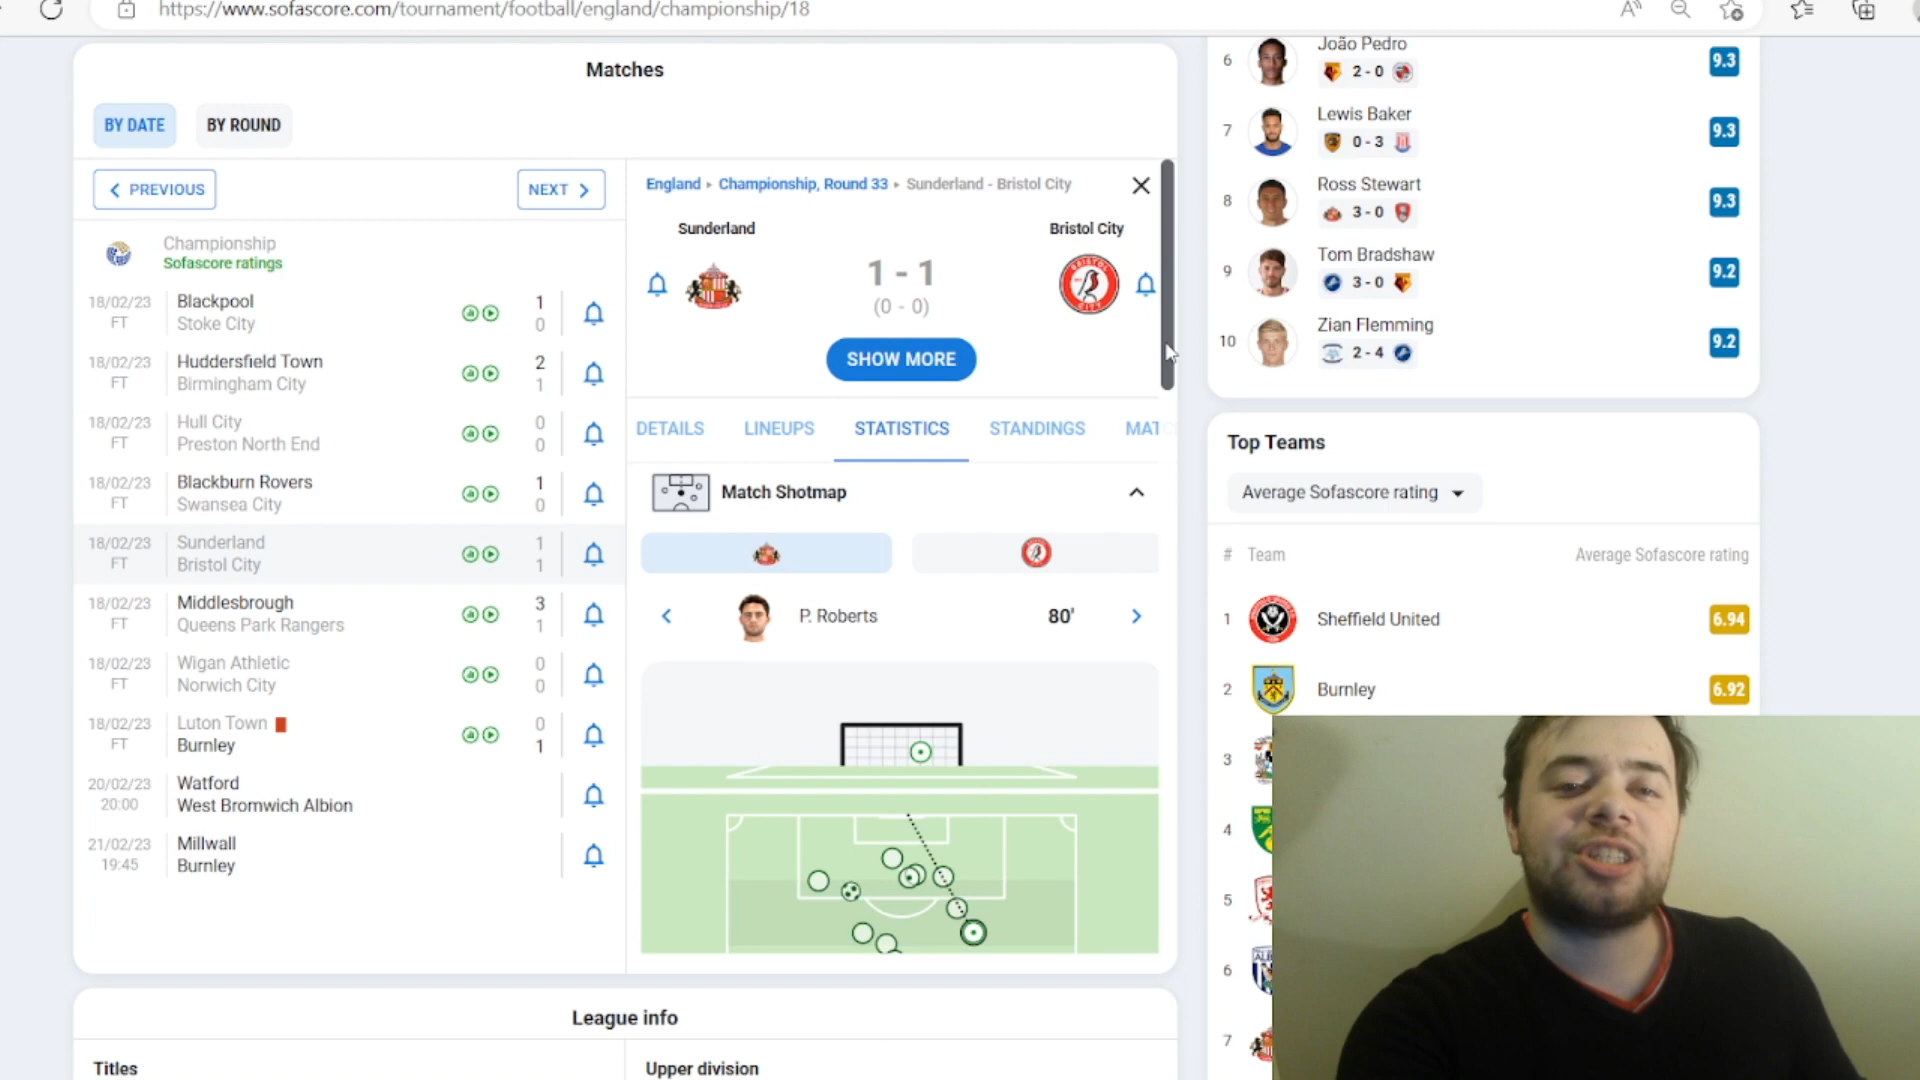 https://www.sofascore.com/tournament/football/england/championship/18
Matches
BY DATE
BY ROUND
PREVIOUS
NEXT
Championship
Sofascore ratings
18/02/23 Blackpool 1
FT Stoke City 0
18/02/23 Huddersfield Town 2
FT Birmingham City 1
18/02/23 Hull City 0
FT Preston North End 0
18/02/23 Blackburn Rovers 1
FT Swansea City 0
18/02/23 Sunderland 1
FT Bristol City 1
18/02/23 Middlesbrough 3
FT Queens Park Rangers 1
18/02/23 Wigan Athletic 0
FT Norwich City 0
18/02/23 Luton Town 0
FT Burnley 1
20/02/23 Watford
20:00 West Bromwich Albion
21/02/23 Millwall
19:45 Burnley
England Championship, Round 33 Sunderland - Bristol City
Sunderland Bristol City
1 - 1
(0 - 0)
SHOW MORE
DETAILS LINEUPS STATISTICS STANDINGS MATC
Match Shotmap
P. Roberts 80'
League info
Titles
Upper division
6 João Pedro 9.3
2 - 0
7 Lewis Baker 9.3
0 - 3
8 Ross Stewart 9.3
3 - 0
9 Tom Bradshaw 9.2
3 - 0
10 Zian Flemming 9.2
2 - 4
Top Teams
Average Sofascore rating
# Team Average Sofascore rating
1 Sheffield United 6.94
2 Burnley 6.92
3
4
5
6
7